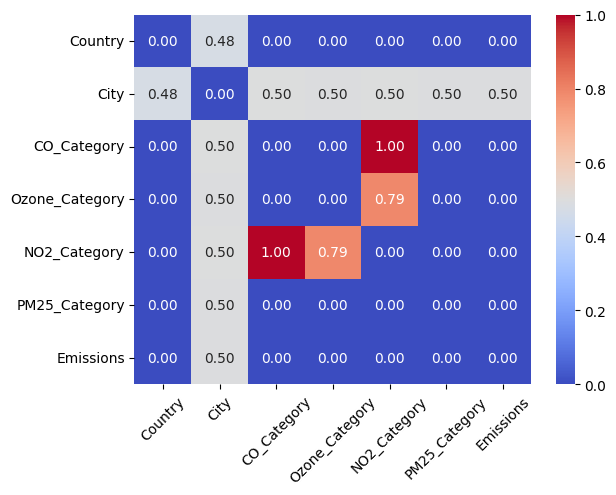 Country 0.00 0.48 0.00 0.00 0.00 0.00 0.00
City 0.48 0.00 0.50 0.50 0.50 0.50 0.50
CO_Category 0.00 0.50 0.00 0.00 1.00 0.00 0.00
Ozone_Category 0.00 0.50 0.00 0.00 0.79 0.00 0.00
NO2_Category 0.00 0.50 1.00 0.79 0.00 0.00 0.00
PM25_Category 0.00 0.50 0.00 0.00 0.00 0.00 0.00
Emissions 0.00 0.50 0.00 0.00 0.00 0.00 0.00
Country City CO_Category Ozone_Category NO2_Category PM25_Category Emissions
1.0
0.8
0.6
0.4
0.2
0.0